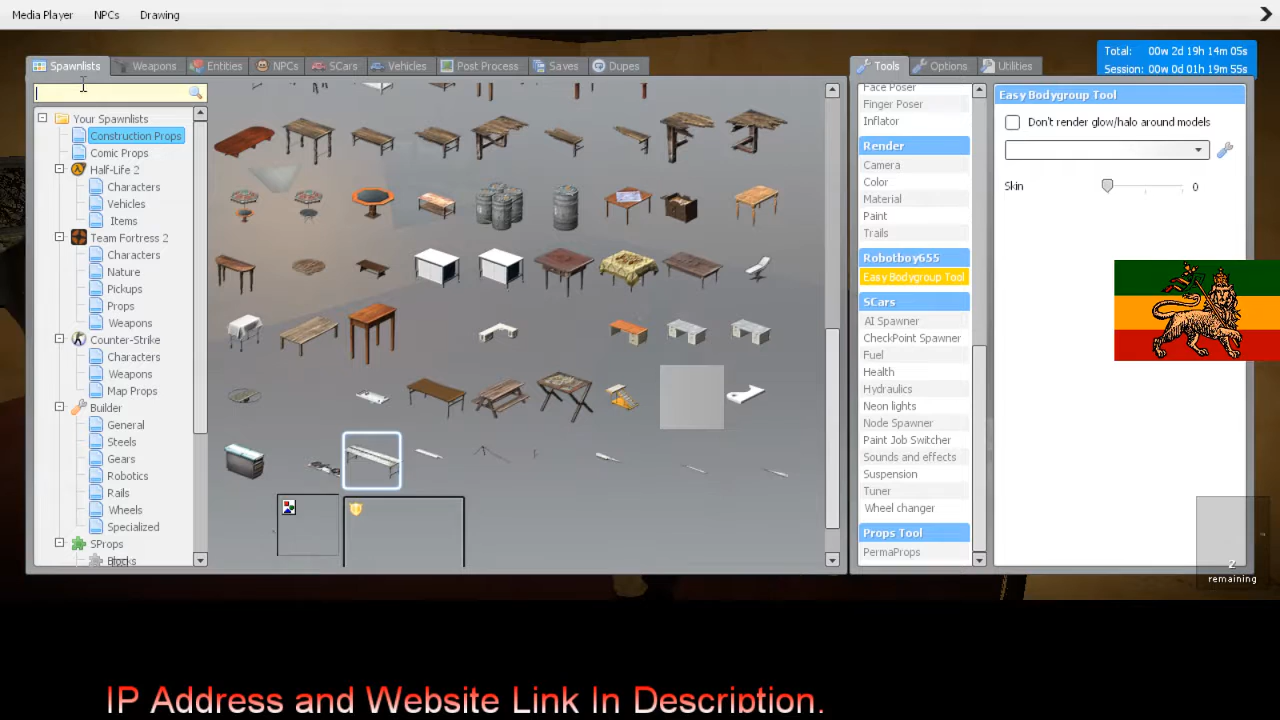 Media Player NPCs Drawing
Total: 00w 2d 19h 14m 05s
Session: 00w 0d 01h 19m 55s
Spawnlists Weapons Entities NPCs SCars Vehicles Post Process Saves Dupes
Tools Options Utilities
Your Spawnlists
Construction Props
Comic Props
Half-Life 2
Characters
Vehicles
Items
Team Fortress 2
Characters
Nature
Pickups
Props
Weapons
Counter-Strike
Characters
Weapons
Map Props
Builder
General
Steels
Gears
Robotics
Rails
Wheels
Specialized
SProps
Blocks
Face Poser
Finger Poser
Inflator
Render
Camera
Color
Material
Paint
Trails
Robotboy655
Easy Bodygroup Tool
SCars
AI Spawner
CheckPoint Spawner
Fuel
Health
Hydraulics
Neon lights
Node Spawner
Paint Job Switcher
Sounds and effects
Suspension
Tuner
Wheel changer
Props Tool
PermaProps
Easy Bodygroup Tool
Don't render glow/halo around models
Skin 0
2
remaining
IP Address and Website Link In Description.